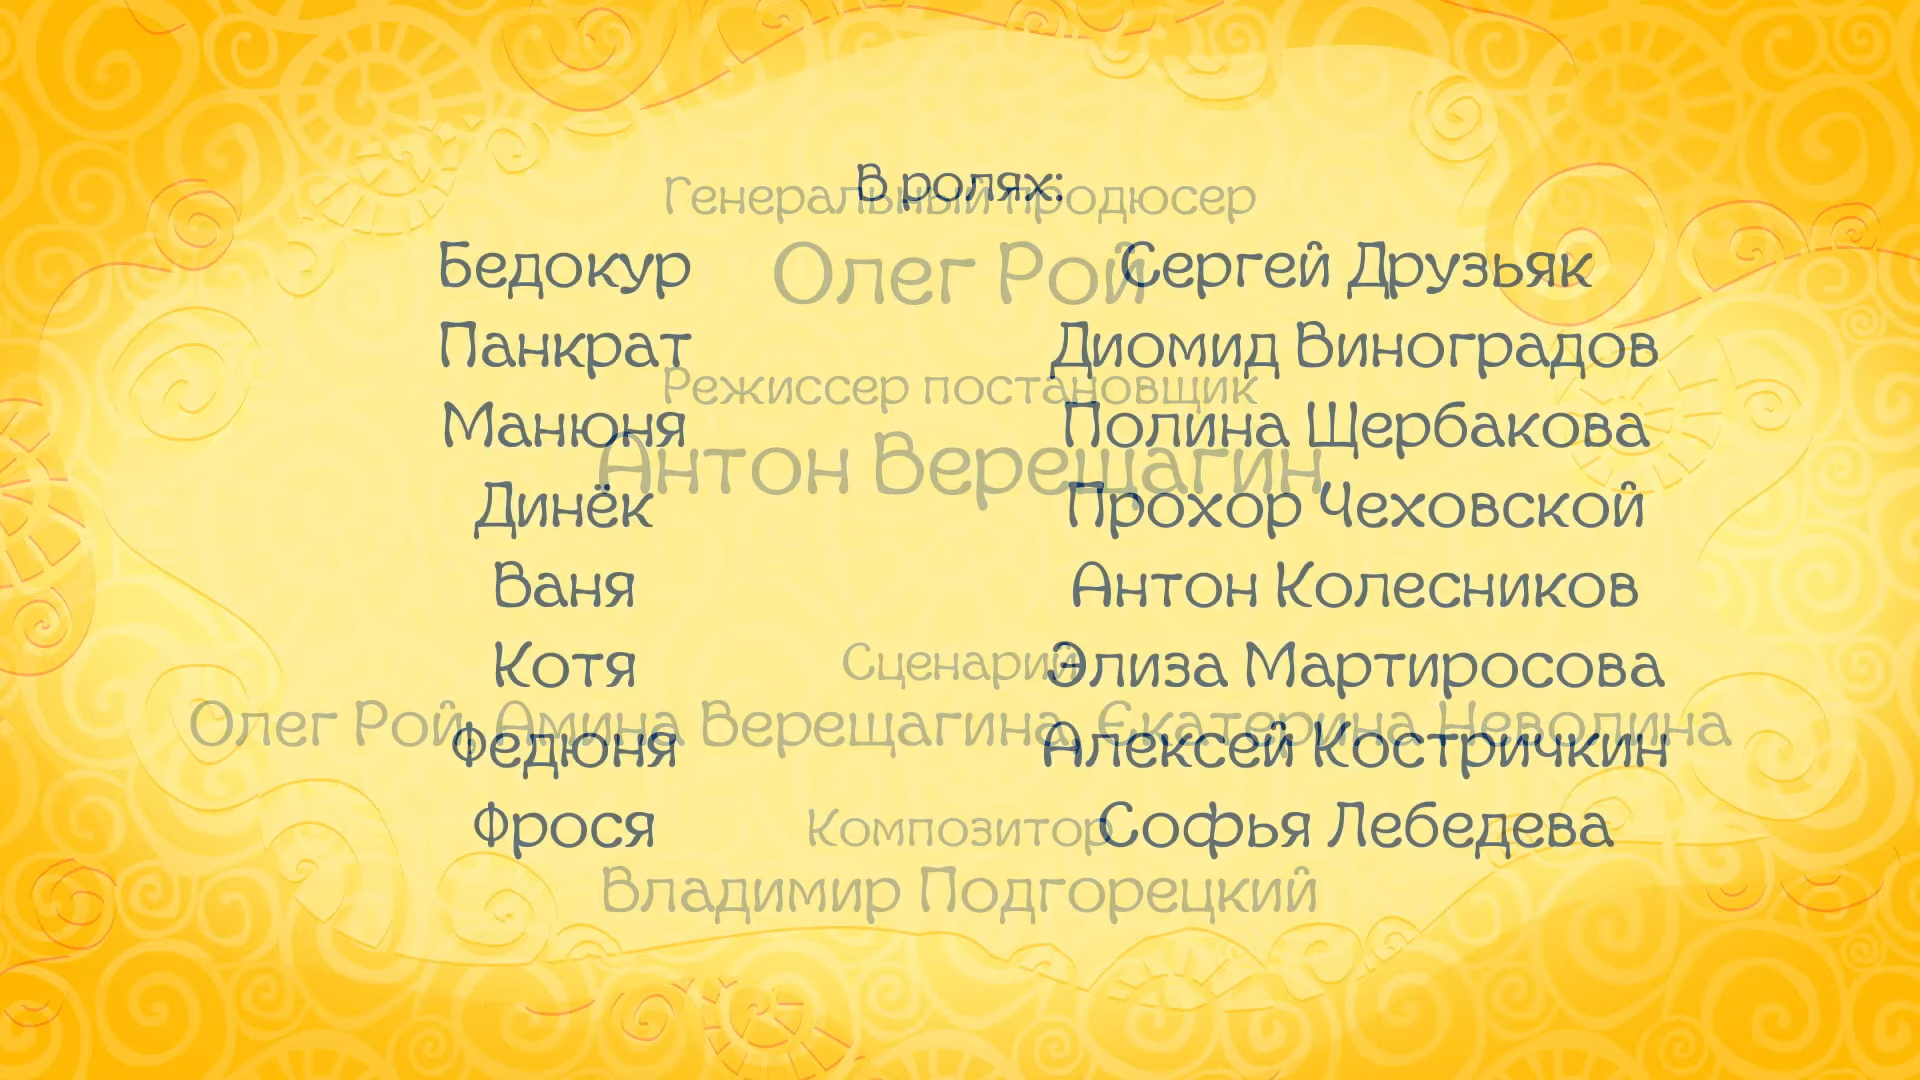 В ролях:
Генеральный продюсер
Олег Рой
Бедокур Сергей Друзьяк
Панкрат Диомид Виноградов
Режиссер постановщик
Манюня Полина Щербакова
Антон Верещагин
Динёк Прохор Чеховской
Ваня Антон Колесников
Сценарий
Котя Элиза Мартиросова
Олег Рой, Амина Верещагина, Екатерина Неволина
Федюня Алексей Костричкин
Композитор
Фрося Софья Лебедева
Владимир Подгорецкий